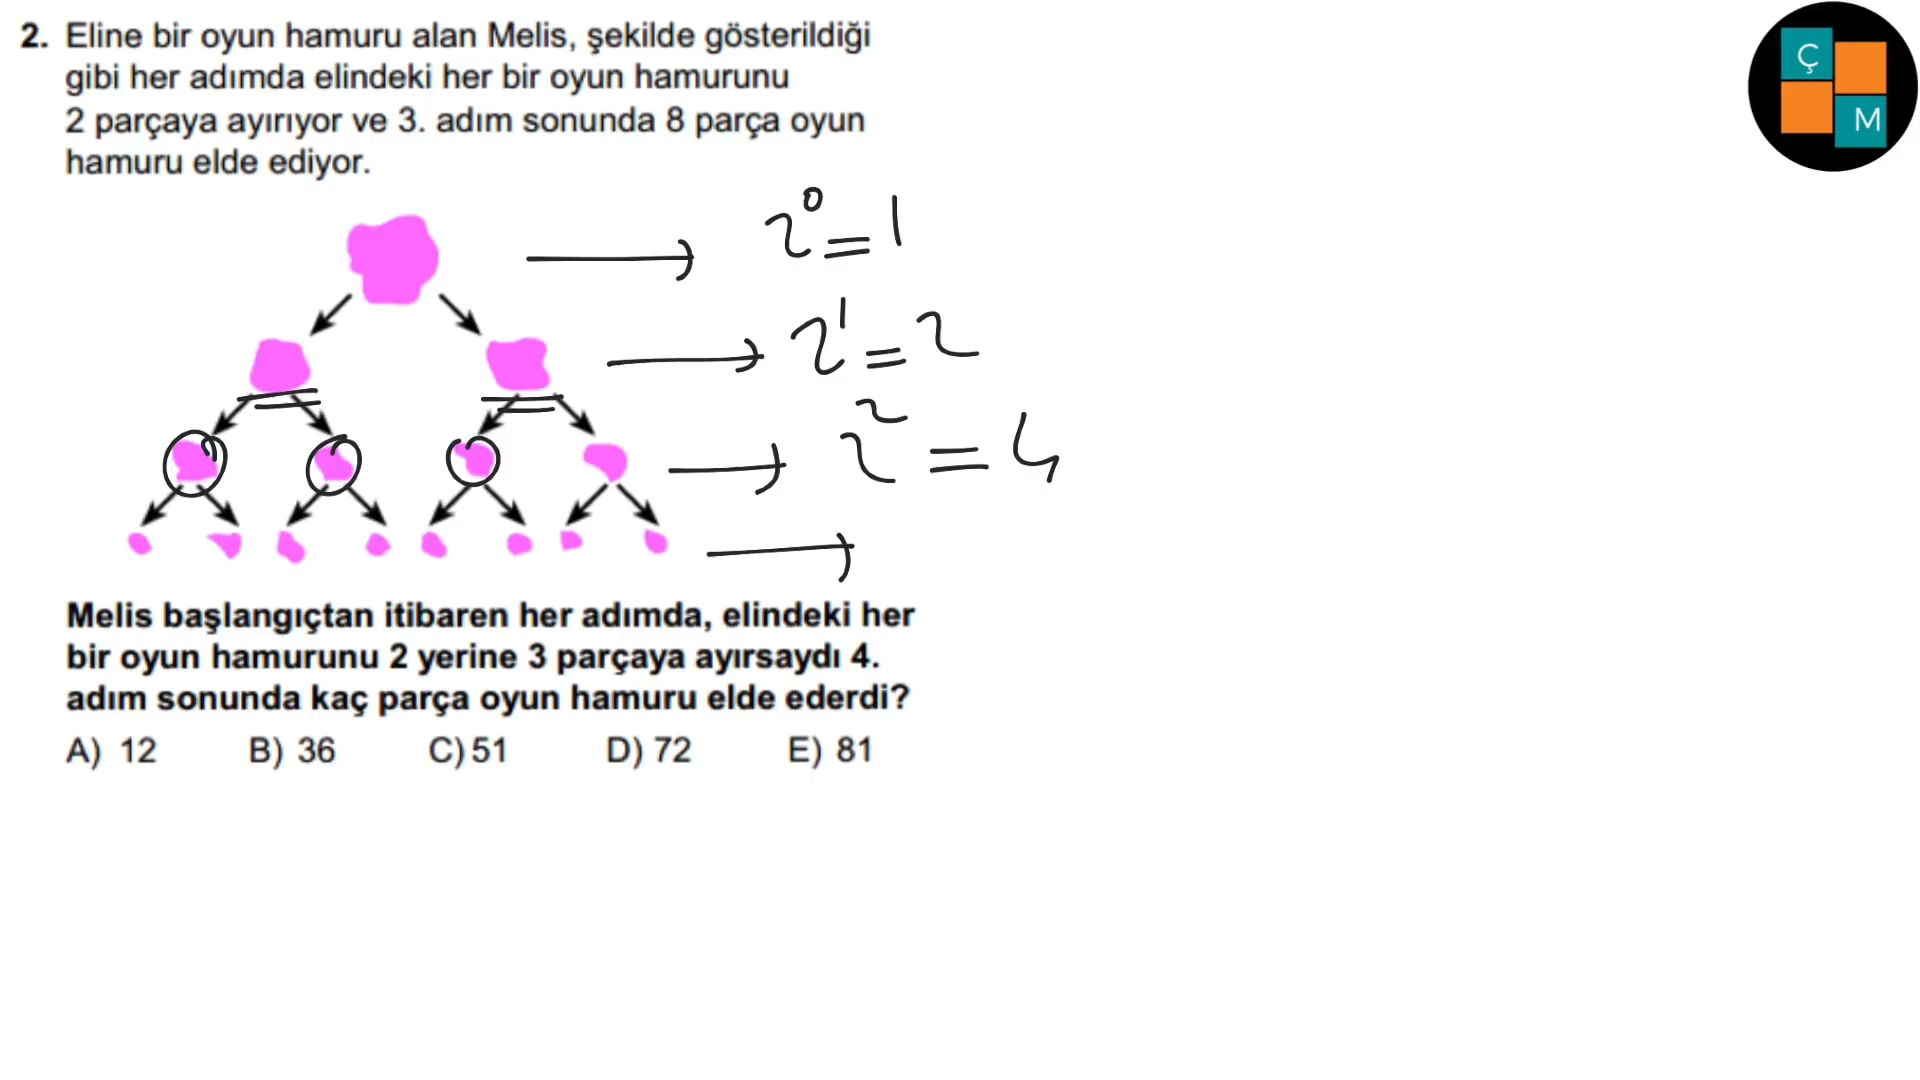 2. Eline bir oyun hamuru alan Melis, şekilde gösterildiği
gibi her adımda elindeki her bir oyun hamurunu
2 parçaya ayırıyor ve 3. adım sonunda 8 parça oyun
hamuru elde ediyor.
2⁰ = 1
2¹ = 2
2² = 4
Melis başlangıçtan itibaren her adımda, elindeki her
bir oyun hamurunu 2 yerine 3 parçaya ayırsaydı 4.
adım sonunda kaç parça oyun hamuru elde ederdi?
A) 12 B) 36 C) 51 D) 72 E) 81
Ç
M